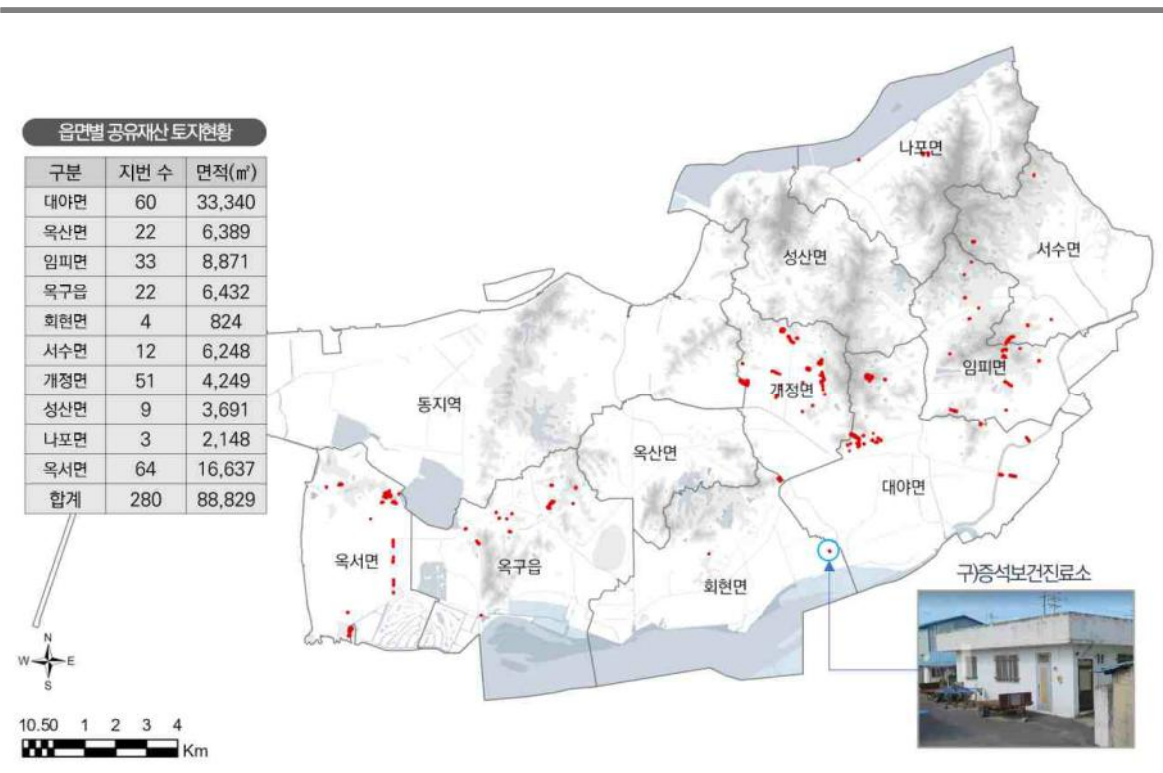 읍면별 공유재산 토지현황
구분 지번 수 면적(㎡)
대야면 60 33,340
옥산면 22 6,389
임피면 33 8,871
옥구읍 22 6,432
회현면 4 824
서수면 12 6,248
개정면 51 4,249
성산면 9 3,691
나포면 3 2,148
옥서면 64 16,637
합계 280 88,829
나포면
서수면
성산면
임피면
개정면
동지역
옥산면
대야면
옥서면
옥구읍
회현면
구)증석보건진료소
N
W E
S
10.50 1 2 3 4
Km